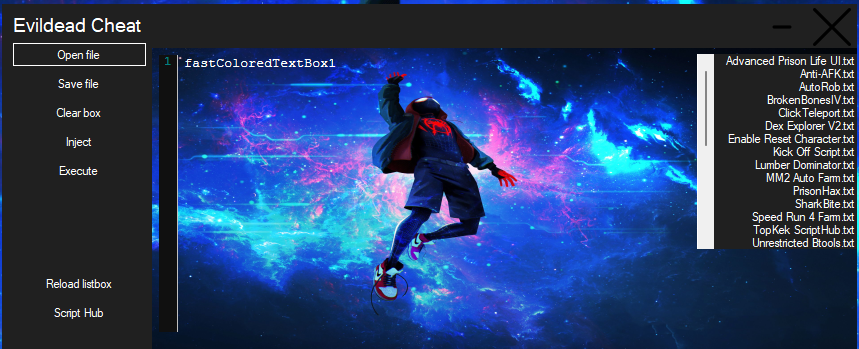 Evildead Cheat
Open file
Save file
Clear box
Inject
Execute
Reload listbox
Script Hub
1
fastColoredTextBox1
Advanced Prison Life UI.txt
Anti-AFK.txt
AutoRob.txt
BrokenBonesIV.txt
ClickTeleport.txt
Dex Explorer V2.txt
Enable Reset Character.txt
Kick Off Script.txt
Lumber Dominator.txt
MM2 Auto Farm.txt
PrisonHax.txt
SharkBite.txt
Speed Run 4 Farm.txt
TopKek ScriptHub.txt
Unrestricted Btools.txt